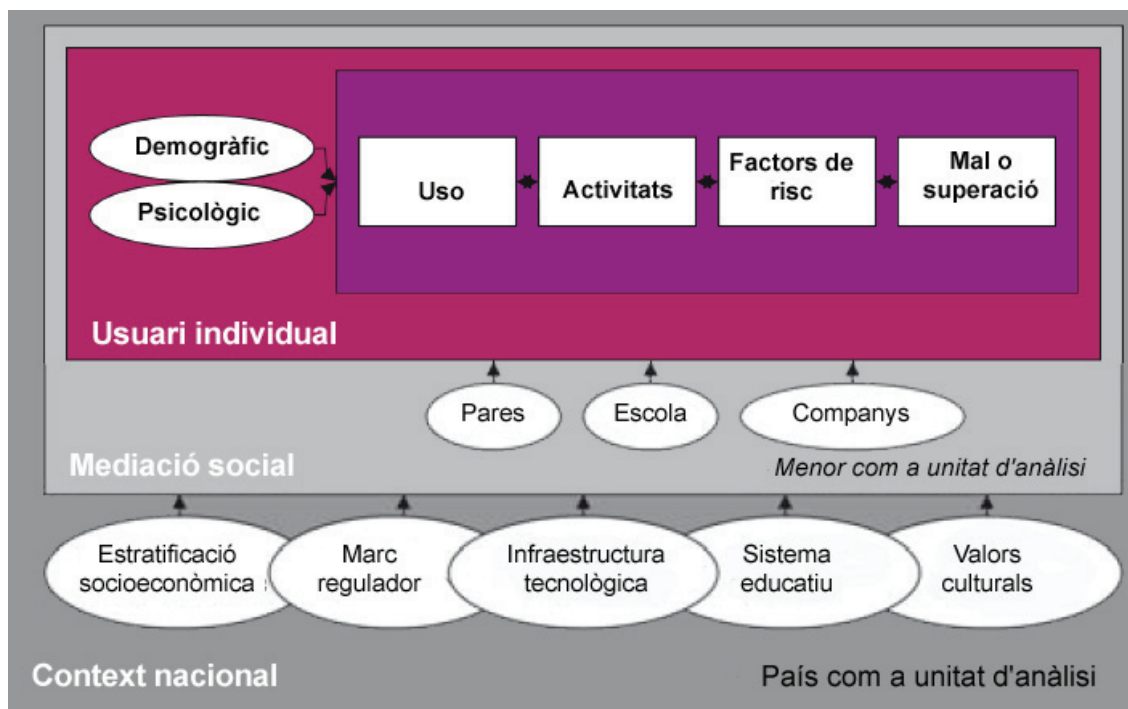 Demogràfic
Psicològic
Uso
Activitats
Factors de
risc
Mal o
superació
Usuari individual
Pares
Escola
Companys
Mediació social
Menor com a unitat d'anàlisi
Estratificació
socioeconòmica
Marc
regulador
Infraestructura
tecnològica
Sistema
educatiu
Valors
culturals
Context nacional
País com a unitat d'anàlisi